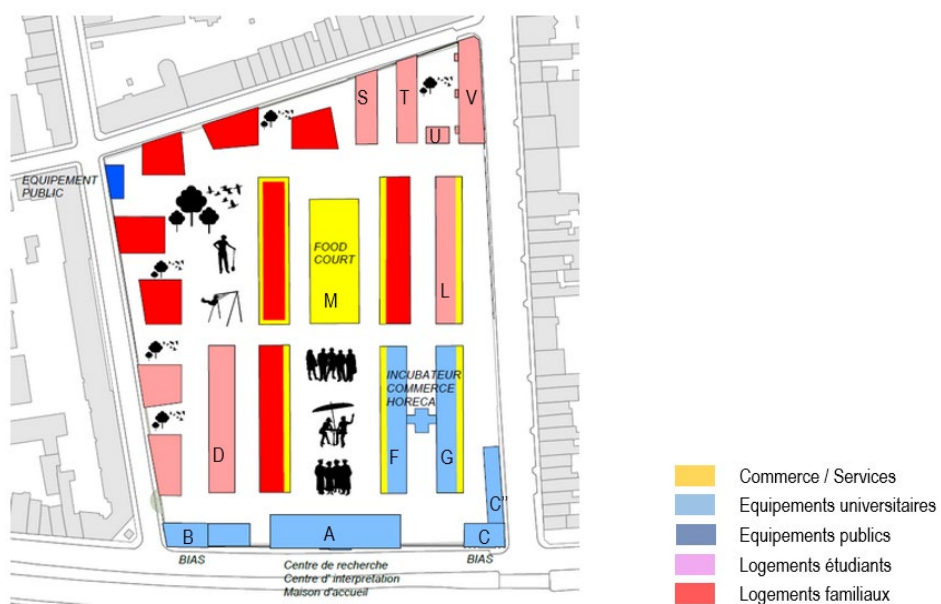 S
T
V
U
EQUIPEMENT
PUBLIC
FOOD
COURT
M
L
INCUBATEUR
COMMERCE
HORECA
D
F
G
C''
B
A
C
BIAS
BIAS
Centre de recherche
Centre d' interprétation
Maison d'accueil
Commerce / Services
Equipements universitaires
Equipements publics
Logements étudiants
Logements familiaux